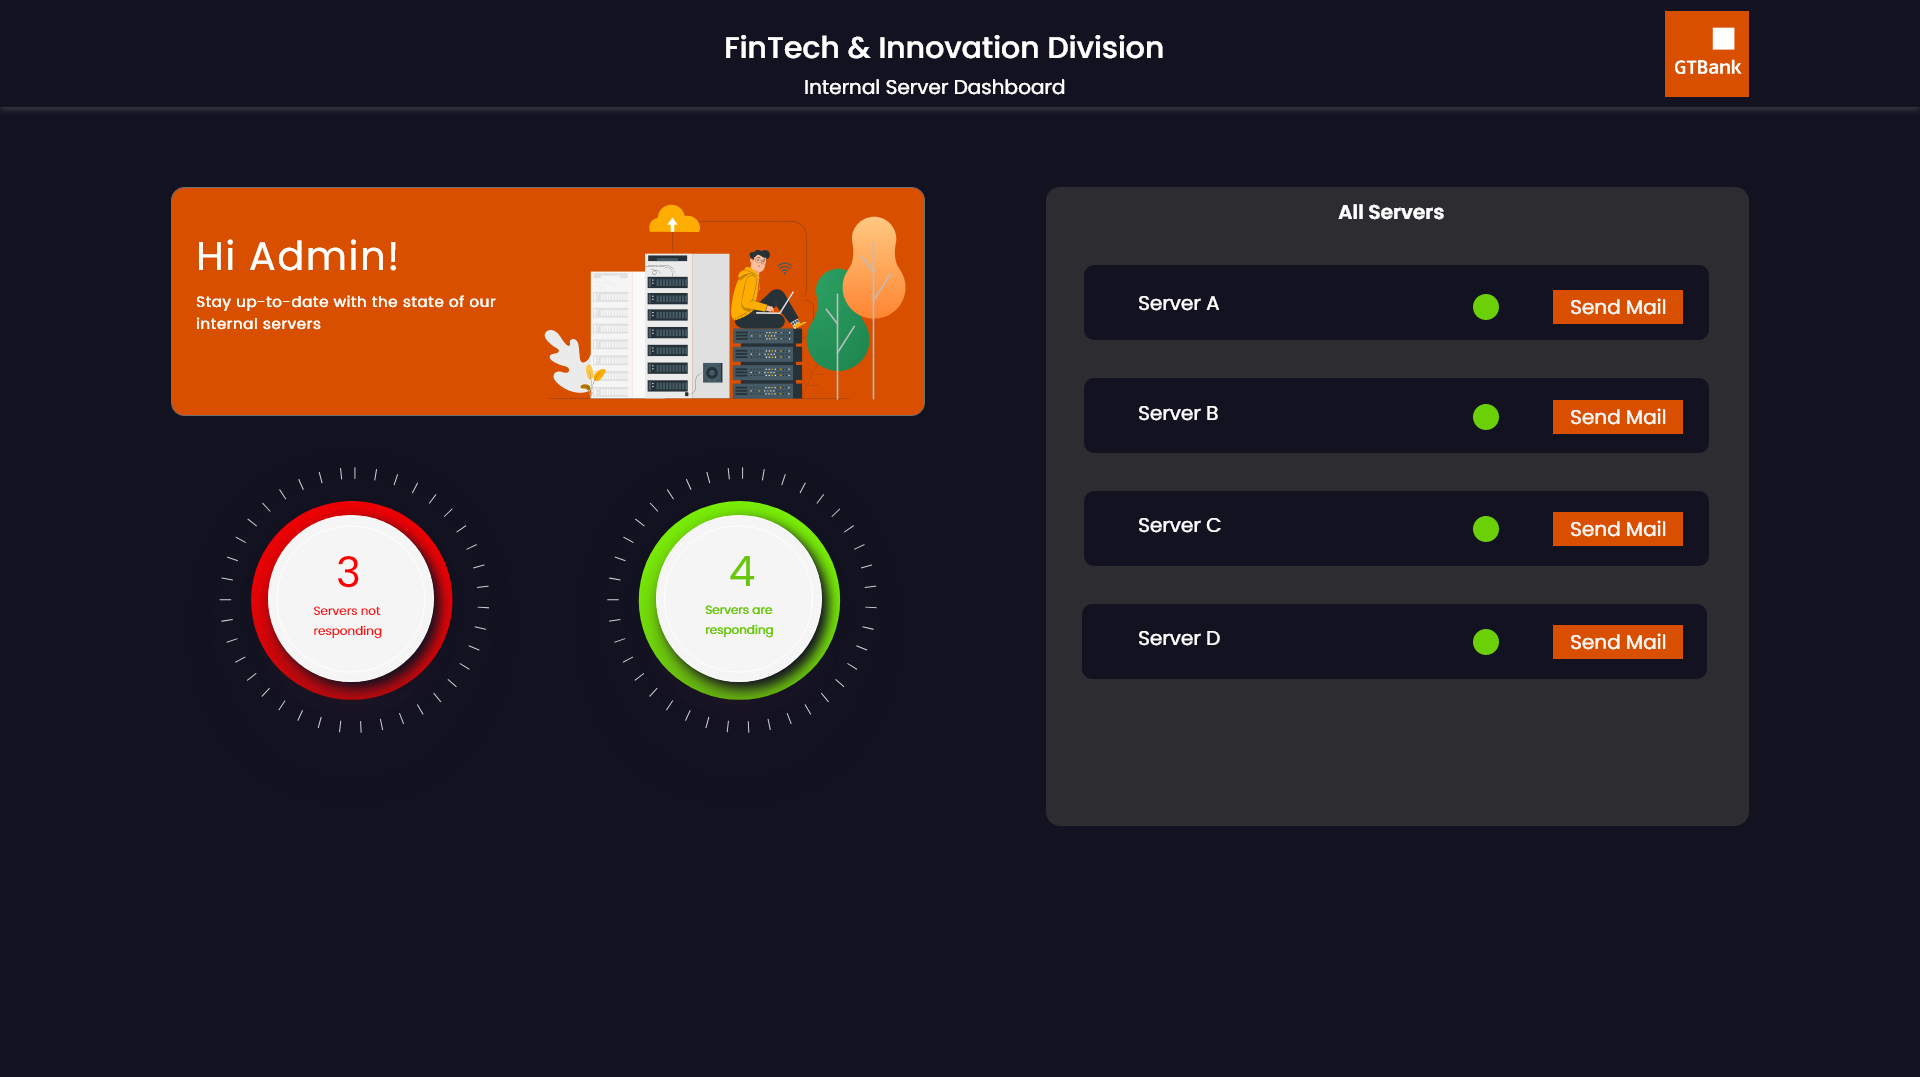 FinTech & Innovation Division
Internal Server Dashboard
GTBank
Hi Admin!
Stay up-to-date with the state of our
internal servers
3
Servers not
responding
4
Servers are
responding
All Servers
Server A
Send Mail
Server B
Send Mail
Server C
Send Mail
Server D
Send Mail